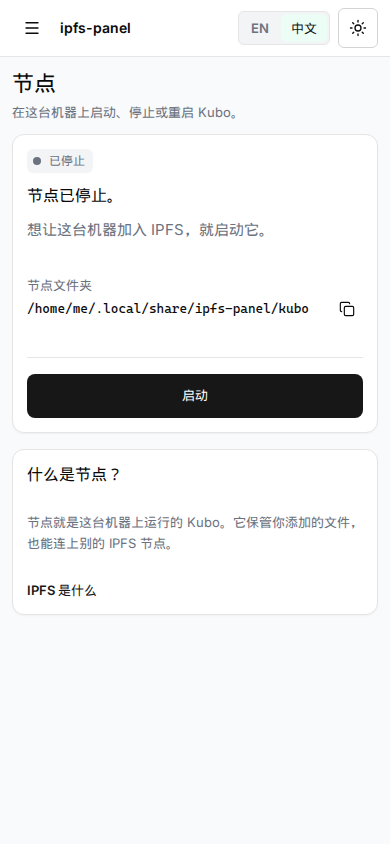 ipfs-panel
EN
中文
节点
在这台机器上启动、停止或重启 Kubo。
已停止
节点已停止。
想让这台机器加入 IPFS，就启动它。
节点文件夹
/home/me/.local/share/ipfs-panel/kubo
启动
什么是节点？
节点就是这台机器上运行的 Kubo。它保管你添加的文件，
也能连上别的 IPFS 节点。
IPFS 是什么